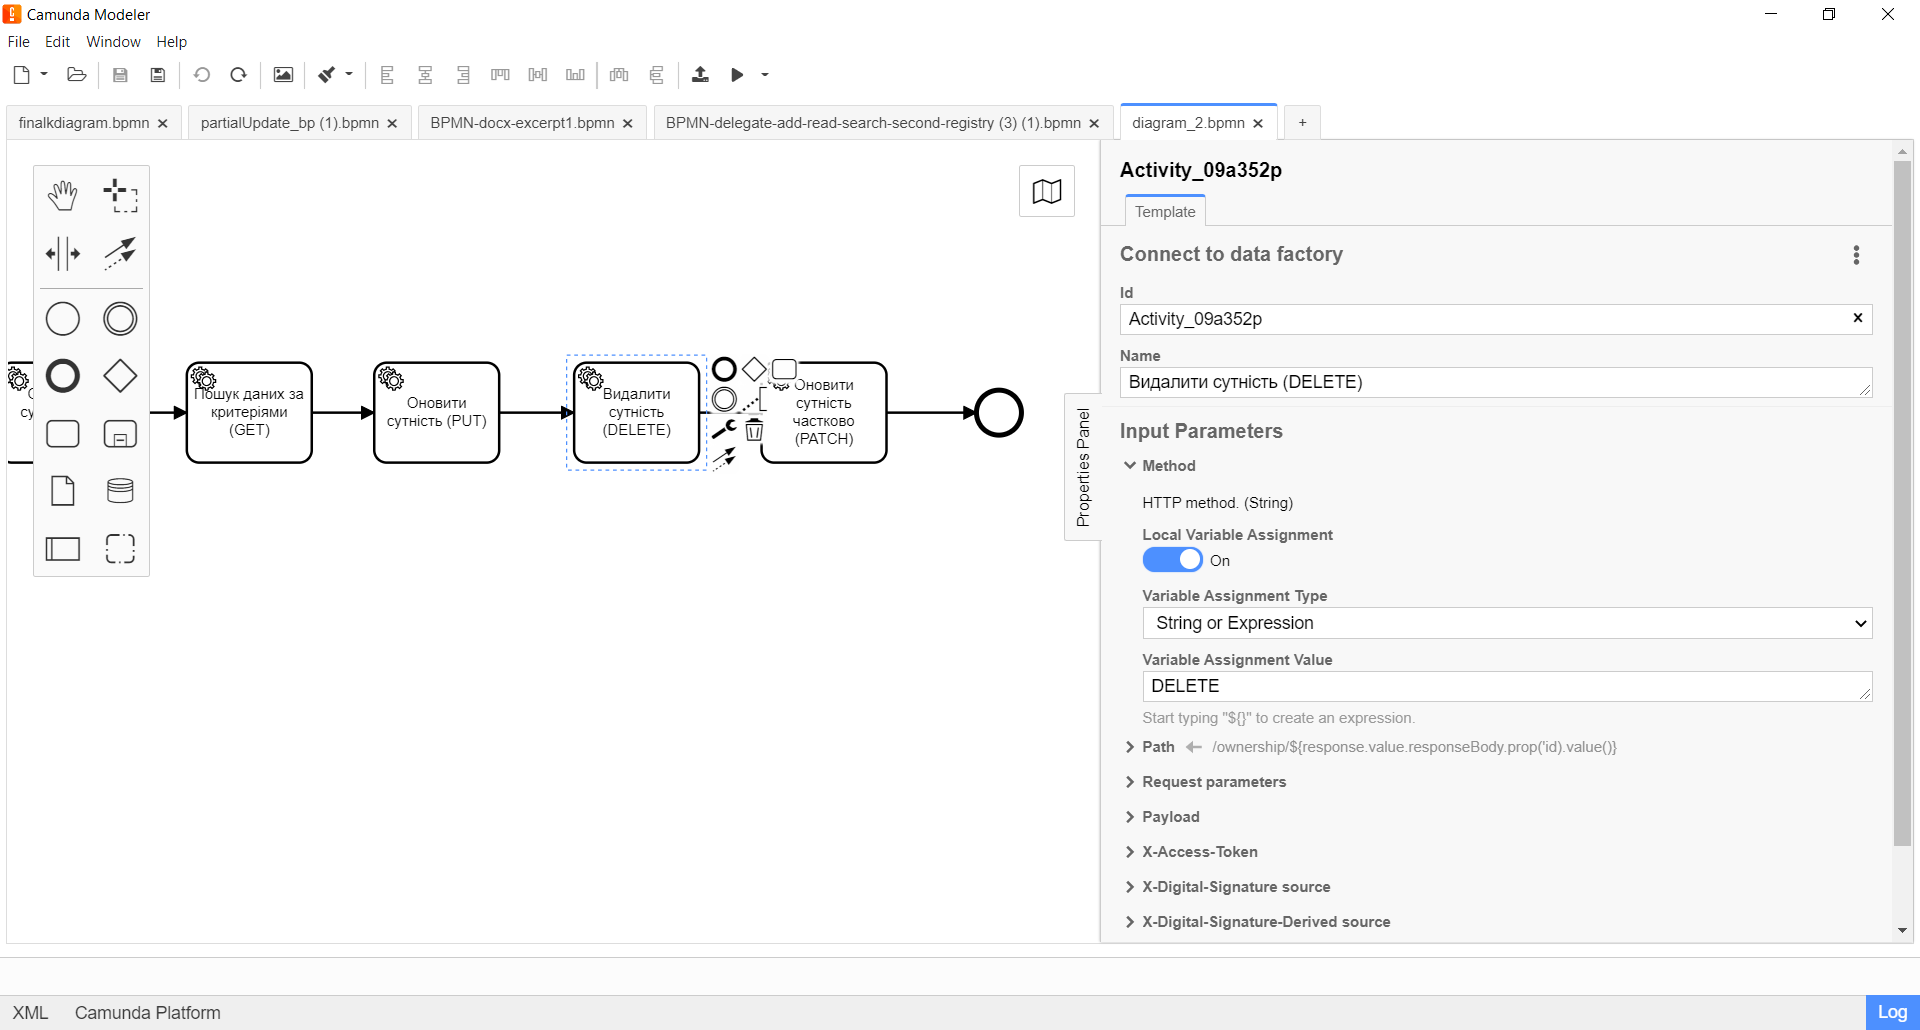 Camunda Modeler
File Edit Window Help
finalkdiagram.bpmn
partialUpdate_bp (1).bpmn
BPMN-docx-excerpt1.bpmn
BPMN-delegate-add-read-search-second-registry (3) (1).bpmn
diagram_2.bpmn
+
су
Пошук даних за
критеріями
(GET)
Оновити
сутність (PUT)
Видалити
сутність
(DELETE)
Оновити
сутність
частково
(PATCH)
Properties Panel
Activity_09a352p
Template
Connect to data factory
Id
Activity_09a352p
Name
Видалити сутність (DELETE)
Input Parameters
Method
HTTP method. (String)
Local Variable Assignment
On
Variable Assignment Type
String or Expression
Variable Assignment Value
DELETE
Start typing "${}" to create an expression.
Path /ownership/${response.value.responseBody.prop('id).value()}
Request parameters
Payload
X-Access-Token
X-Digital-Signature source
X-Digital-Signature-Derived source
XML Camunda Platform
Log